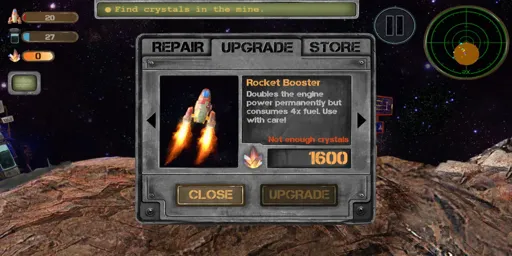 Find crystals in the mine.
20
27
0
REPAIR UPGRADE STORE
Rocket Booster
Doubles the engine
power permanently but
consumes 4x fuel. Use
with care!
Not enough crystals
1600
CLOSE UPGRADE